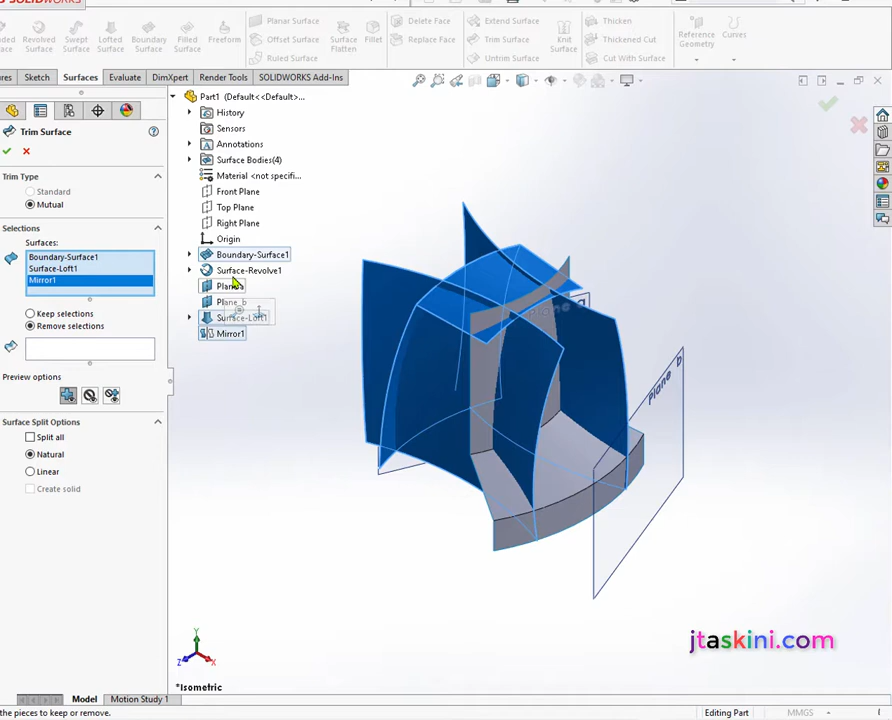 SOLIDWORKS
Planar Surface
Offset Surface
Ruled Surface
Revolved Surface
Swept Surface
Lofted Surface
Boundary Surface
Filled Surface
Freeform
Surface Flatten
Fillet
Delete Face
Replace Face
Extend Surface
Trim Surface
Untrim Surface
Knit Surface
Thicken
Thickened Cut
Cut With Surface
Reference Geometry
Curves
Sketch
Surfaces
Evaluate
DimXpert
Render Tools
SOLIDWORKS Add-Ins
Trim Surface
Trim Type
Standard
Mutual
Selections
Surfaces:
Boundary-Surface1
Surface-Loft1
Mirror1
Keep selections
Remove selections
Preview options
Surface Split Options
Split all
Natural
Linear
Create solid
Part1 (Default<<Default>...
History
Sensors
Annotations
Surface Bodies(4)
Material <not specifi...
Front Plane
Top Plane
Right Plane
Origin
Boundary-Surface1
Surface-Revolve1
Plane_b
Surface-Loft1
Mirror1
Plane b
jtaskini.com
Y
Z
X
*Isometric
Model
Motion Study 1
the pieces to keep or remove.
Editing Part
MMGS